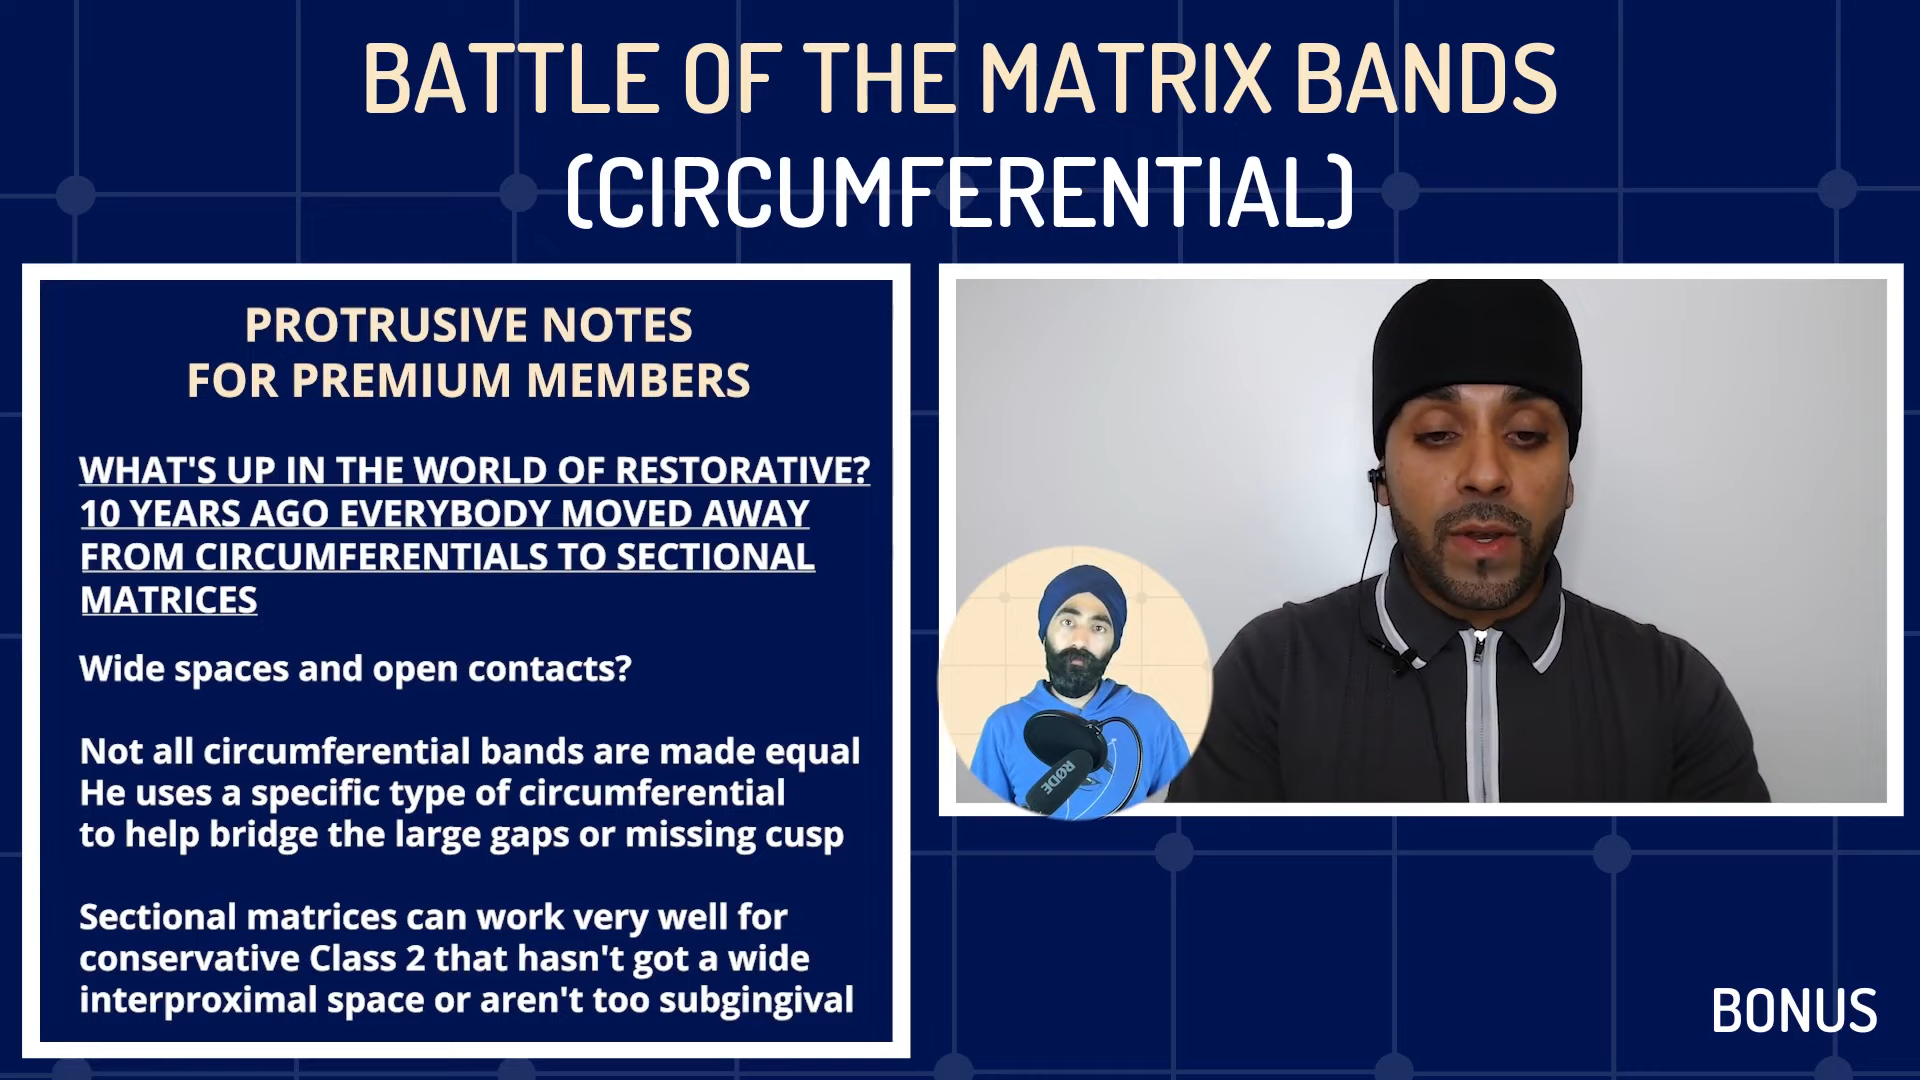 BATTLE OF THE MATRIX BANDS
(CIRCUMFERENTIAL)
PROTRUSIVE NOTES
FOR PREMIUM MEMBERS
WHAT'S UP IN THE WORLD OF RESTORATIVE?
10 YEARS AGO EVERYBODY MOVED AWAY
FROM CIRCUMFERENTIALS TO SECTIONAL
MATRICES
Wide spaces and open contacts?
Not all circumferential bands are made equal
He uses a specific type of circumferential
to help bridge the large gaps or missing cusp
Sectional matrices can work very well for
conservative Class 2 that hasn't got a wide
interproximal space or aren't too subgingival
RØDE
BONUS